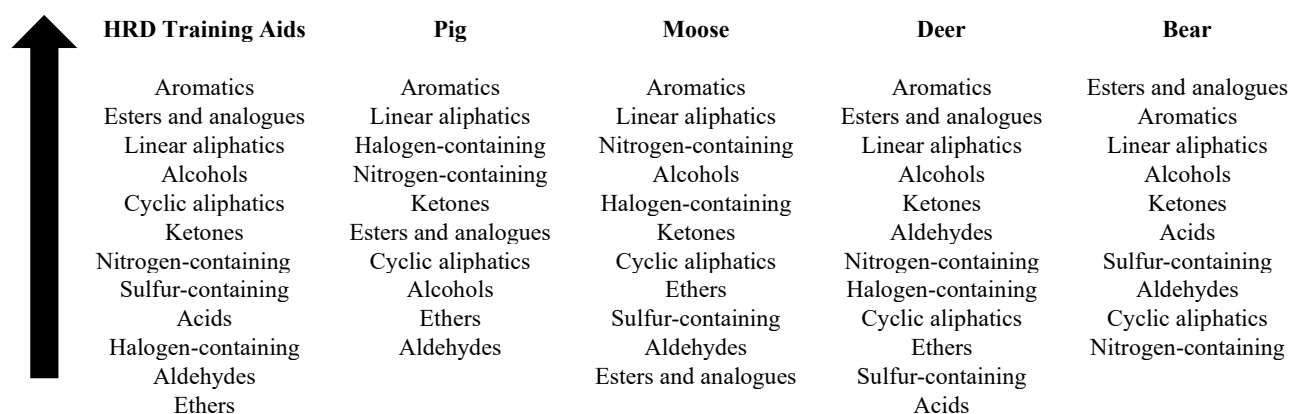 HRD Training Aids Pig Moose Deer Bear
Aromatics Aromatics Aromatics Aromatics Esters and analogues
Esters and analogues Linear aliphatics Linear aliphatics Esters and analogues Aromatics
Linear aliphatics Halogen-containing Nitrogen-containing Linear aliphatics Linear aliphatics
Alcohols Nitrogen-containing Alcohols Alcohols Alcohols
Cyclic aliphatics Ketones Halogen-containing Ketones Ketones
Ketones Esters and analogues Ketones Aldehydes Acids
Nitrogen-containing Cyclic aliphatics Cyclic aliphatics Nitrogen-containing Sulfur-containing
Sulfur-containing Alcohols Ethers Halogen-containing Aldehydes
Acids Ethers Sulfur-containing Cyclic aliphatics Cyclic aliphatics
Halogen-containing Aldehydes Aldehydes Ethers Nitrogen-containing
Aldehydes Esters and analogues Sulfur-containing
Ethers Acids